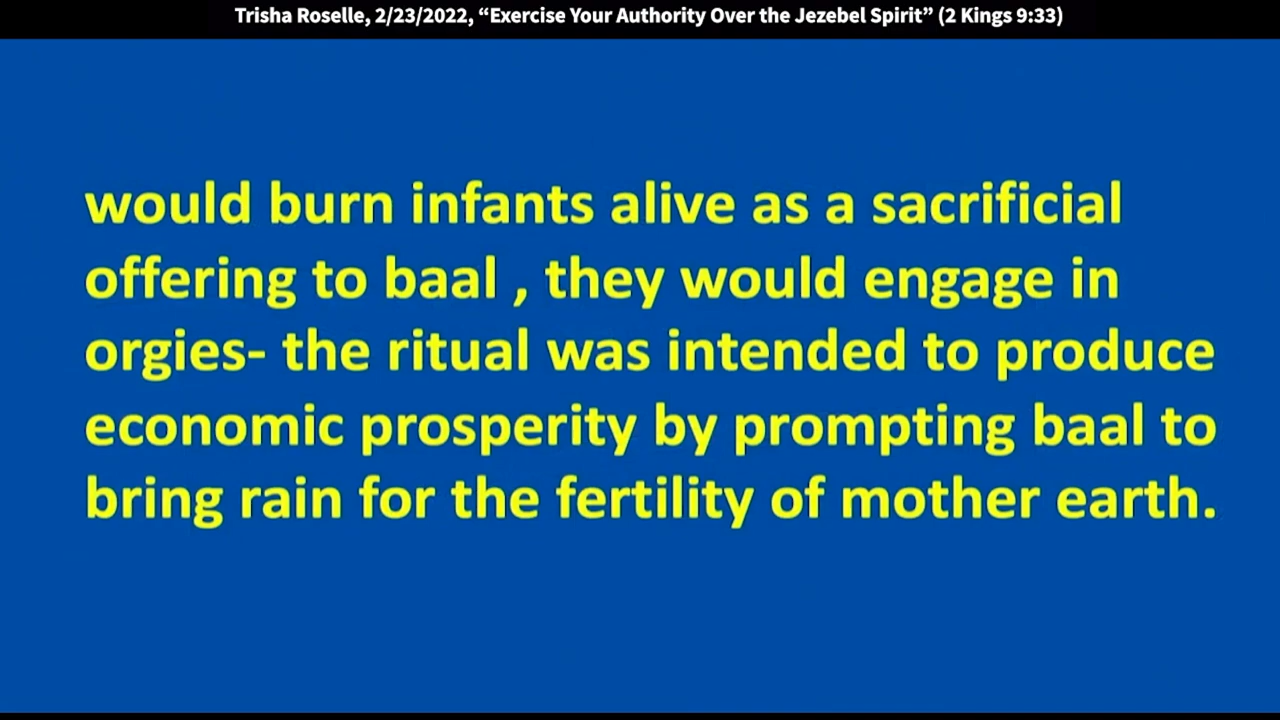 Trisha Roselle, 2/23/2022, “Exercise Your Authority Over the Jezebel Spirit” (2 Kings 9:33)
would burn infants alive as a sacrificial
offering to baal , they would engage in
orgies- the ritual was intended to produce
economic prosperity by prompting baal to
bring rain for the fertility of mother earth.